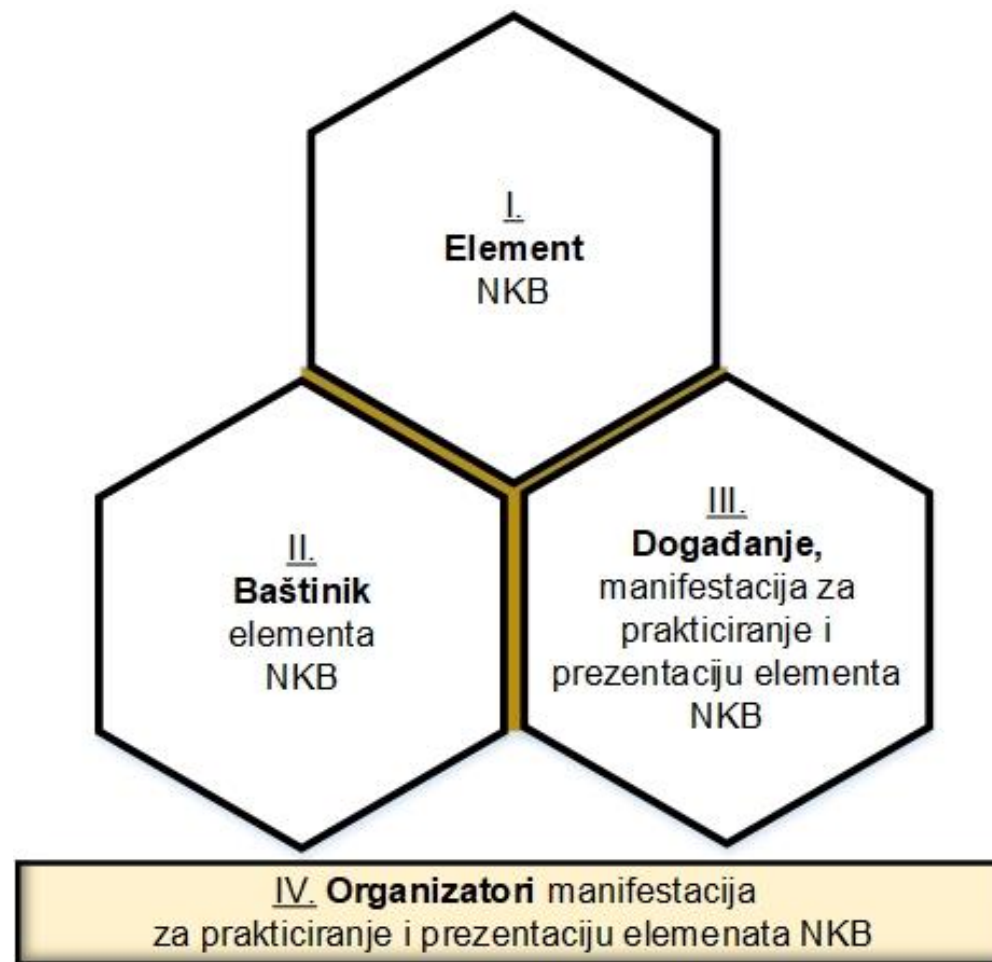 I.
Element
NKB
II.
Baštinik
elementa
NKB
III.
Događanje,
manifestacija za
prakticiranje i
prezentaciju elementa
NKB
IV. Organizatori manifestacija
za prakticiranje i prezentaciju elemenata NKB